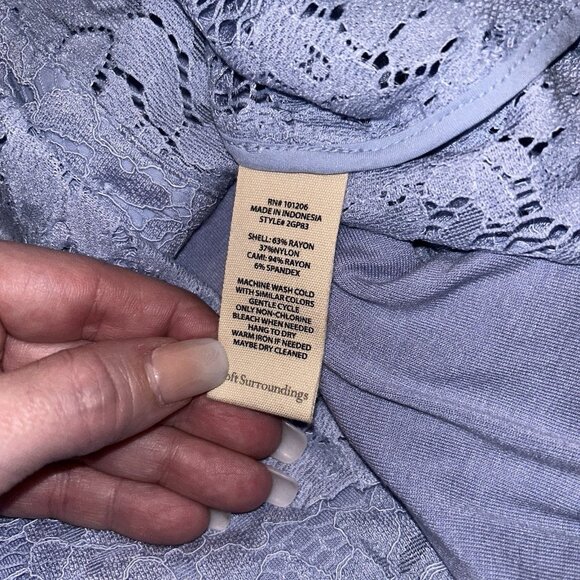 RN# 101206
MADE IN INDONESIA
STYLE# 2GP83
SHELL: 63% RAYON
37%NYLON
CAMI: 94% RAYON
6% SPANDEX
MACHINE WASH COLD
WITH SIMILAR COLORS
GENTLE CYCLE
ONLY NON-CHLORINE
BLEACH WHEN NEEDED
HANG TO DRY
WARM IRON IF NEEDED
MAYBE DRY CLEANED
oft Surroundings